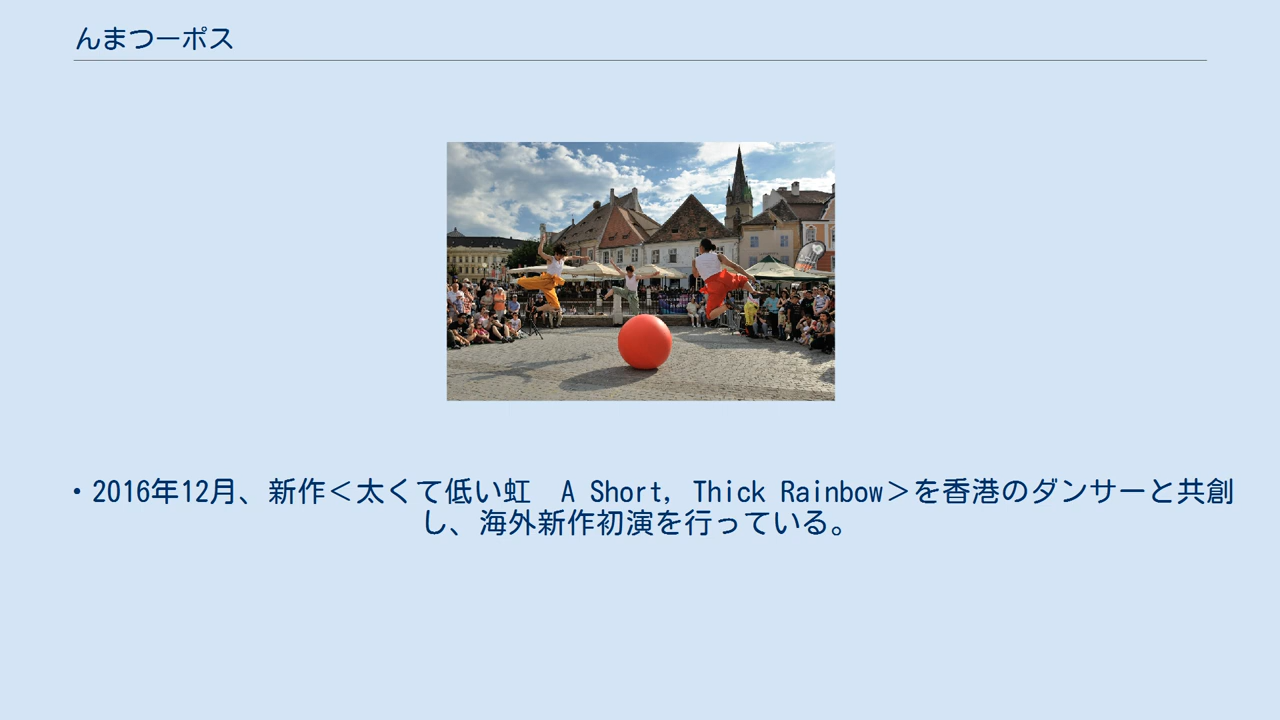 んまつーポス
•2016年12月、新作＜太くて低い虹　A Short, Thick Rainbow＞を香港のダンサーと共創
し、海外新作初演を行っている。